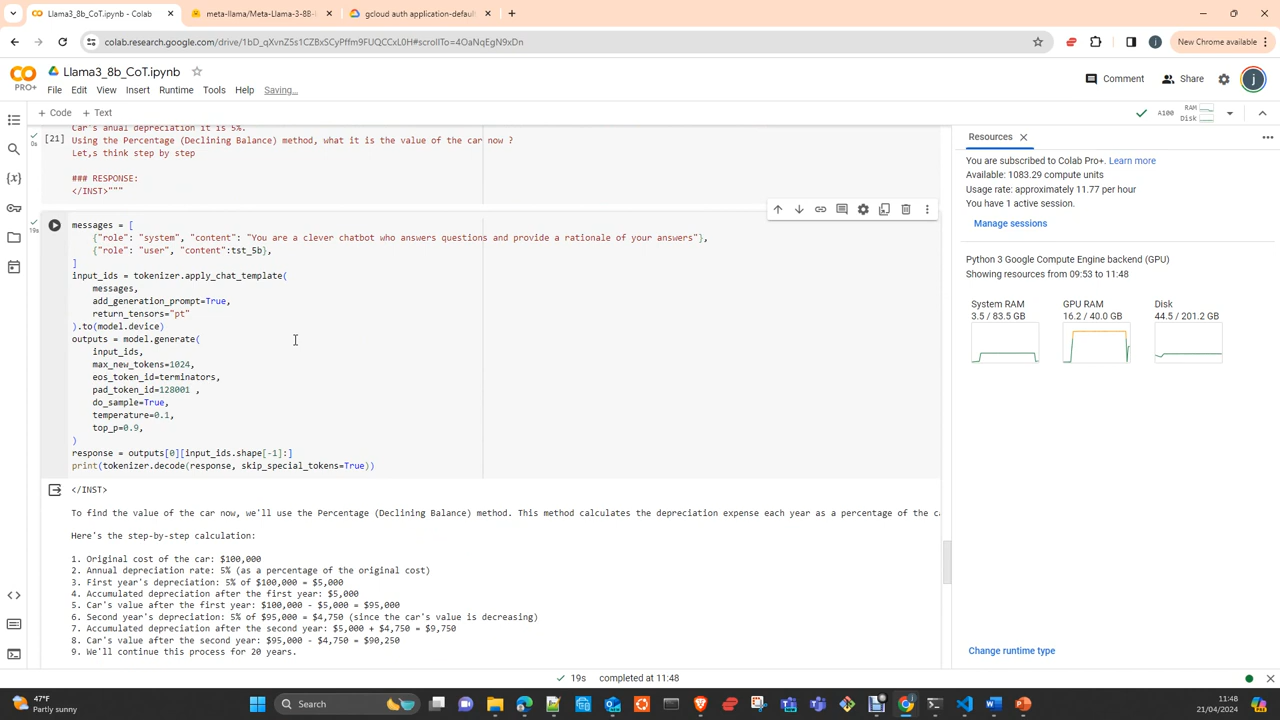 Llama3_8b_CoT.ipynb - Colab
meta-llama/Meta-Llama-3-8B-I
gcloud auth application-defaul
colab.research.google.com/drive/1bD_qXvnZ5s1CZBxSCyPffm9FUQCCxL0H#scrollTo=4OaNqEgN9xDn
New Chrome available
PRO+
Llama3_8b_CoT.ipynb
File Edit View Insert Runtime Tools Help Saving...
Comment Share
+ Code + Text
A100 RAM
Disk
Car's anual depreciation it is 5%.
[21] Using the Percentage (Declining Balance) method, what it is the value of the car now ?
0s
Let,s think step by step
### RESPONSE:
</INST>"""
19s
messages = [
{"role": "system", "content": "You are a clever chatbot who answers questions and provide a rationale of your answers"},
{"role": "user", "content":tst_5b},
]
input_ids = tokenizer.apply_chat_template(
messages,
add_generation_prompt=True,
return_tensors="pt"
).to(model.device)
outputs = model.generate(
input_ids,
max_new_tokens=1024,
eos_token_id=terminators,
pad_token_id=128001 ,
do_sample=True,
temperature=0.1,
top_p=0.9,
)
response = outputs[0][input_ids.shape[-1]:]
print(tokenizer.decode(response, skip_special_tokens=True))
</INST>
To find the value of the car now, we'll use the Percentage (Declining Balance) method. This method calculates the depreciation expense each year as a percentage of the ca
Here's the step-by-step calculation:
1. Original cost of the car: $100,000
2. Annual depreciation rate: 5% (as a percentage of the original cost)
3. First year's depreciation: 5% of $100,000 = $5,000
4. Accumulated depreciation after the first year: $5,000
5. Car's value after the first year: $100,000 - $5,000 = $95,000
6. Second year's depreciation: 5% of $95,000 = $4,750 (since the car's value is decreasing)
7. Accumulated depreciation after the second year: $5,000 + $4,750 = $9,750
8. Car's value after the second year: $95,000 - $4,750 = $90,250
9. We'll continue this process for 20 years.
Resources
You are subscribed to Colab Pro+. Learn more
Available: 1083.29 compute units
Usage rate: approximately 11.77 per hour
You have 1 active session.
Manage sessions
Python 3 Google Compute Engine backend (GPU)
Showing resources from 09:53 to 11:48
System RAM
3.5 / 83.5 GB
GPU RAM
16.2 / 40.0 GB
Disk
44.5 / 201.2 GB
Change runtime type
19s completed at 11:48
47°F
Partly sunny
Search
11:48
21/04/2024